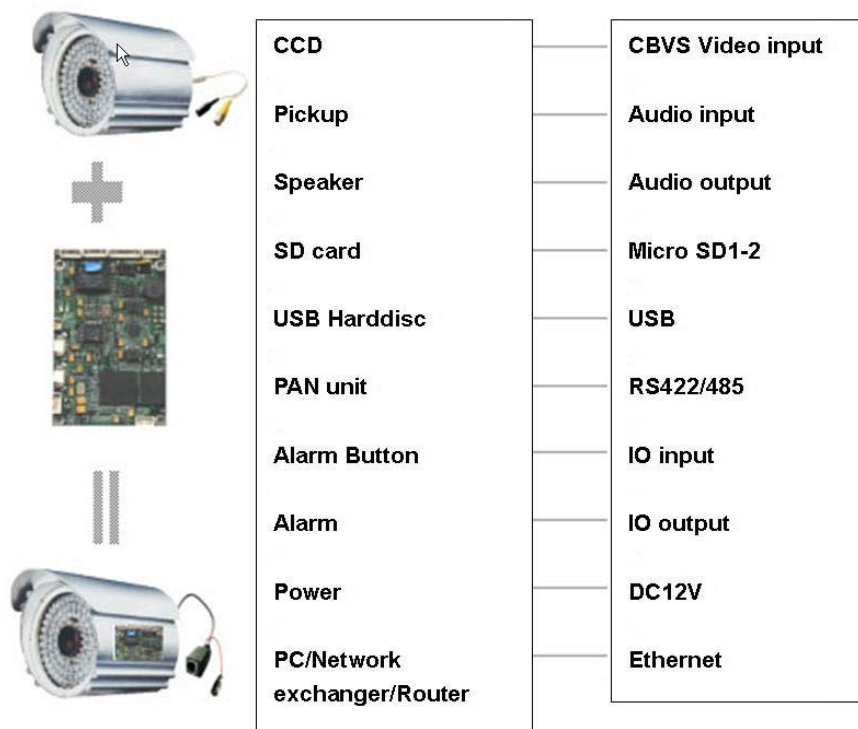 CCD CBVS Video input
Pickup Audio input
Speaker Audio output
SD card Micro SD1-2
USB Harddisc USB
PAN unit RS422/485
Alarm Button IO input
Alarm IO output
Power DC12V
PC/Network Ethernet
exchanger/Router